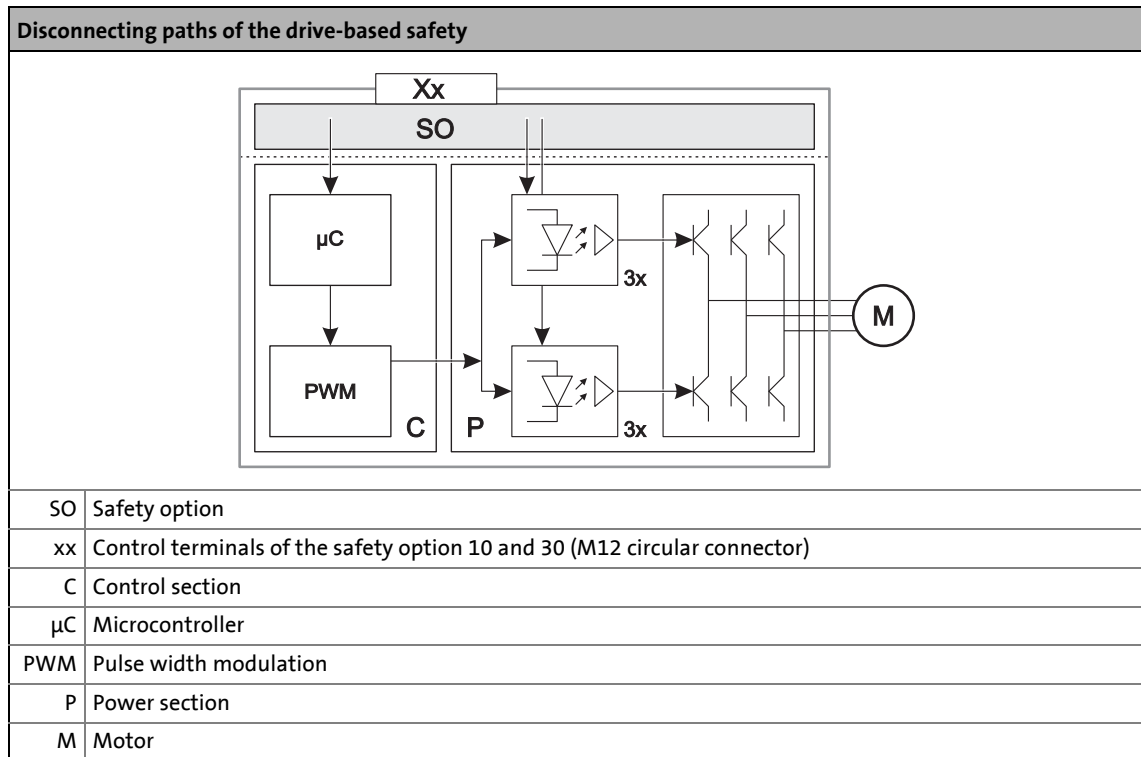 Disconnecting paths of the drive-based safety
Xx
SO
µC
3x
M
PWM
C
P
3x
SO Safety option
xx Control terminals of the safety option 10 and 30 (M12 circular connector)
C Control section
µC Microcontroller
PWM Pulse width modulation
P Power section
M Motor